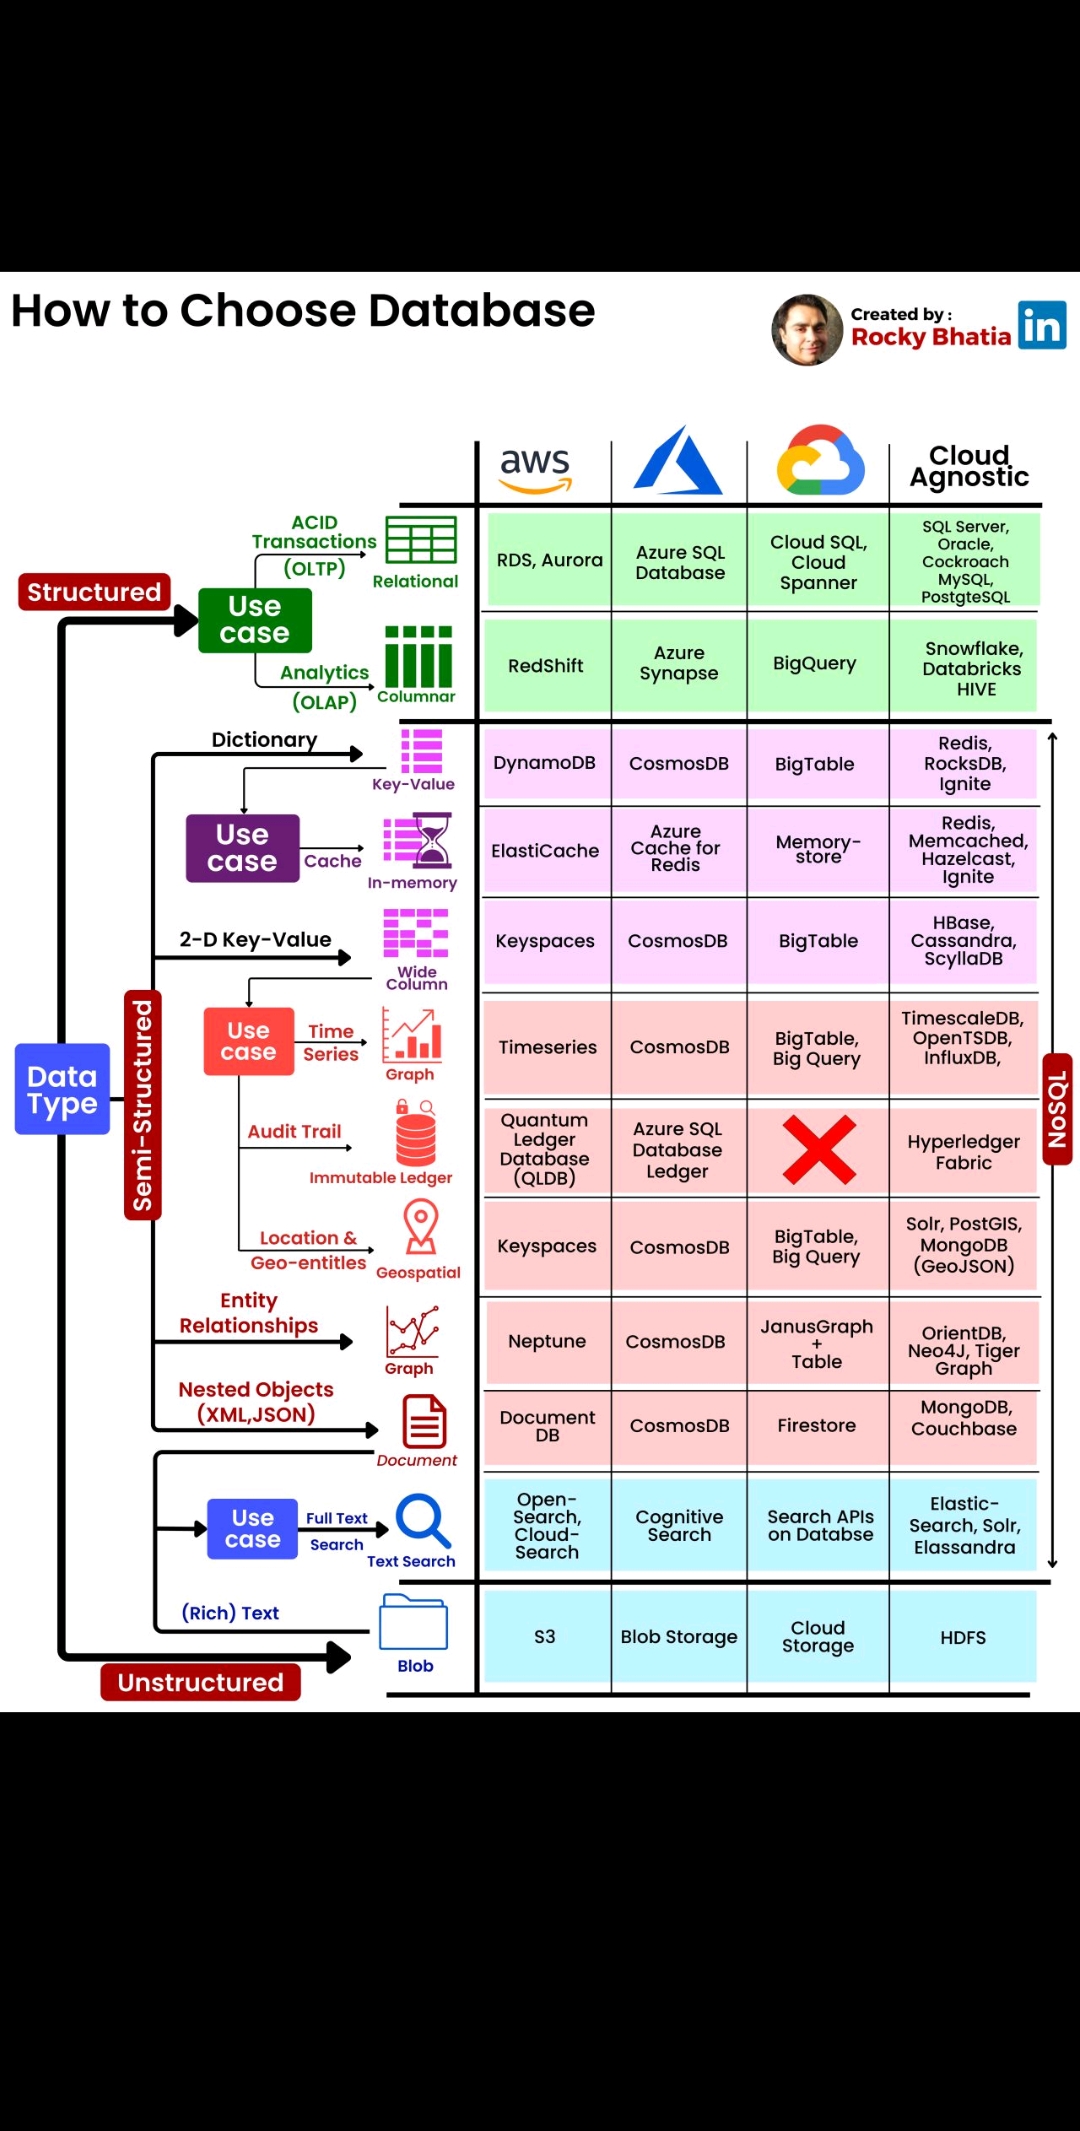 How to Choose Database
Created by :
Rocky Bhatia
in
aws
Cloud
Agnostic
Structured
Use
case
ACID
Transactions
(OLTP)
Relational
RDS, Aurora
Azure SQL
Database
Cloud SQL,
Cloud
Spanner
SQL Server,
Oracle,
Cockroach
MySQL,
PostgteSQL
Analytics
(OLAP)
Columnar
RedShift
Azure
Synapse
BigQuery
Snowflake,
Databricks
HIVE
Dictionary
Key-Value
DynamoDB
CosmosDB
BigTable
Redis,
RocksDB,
Ignite
Use
case
Cache
In-memory
ElastiCache
Azure
Cache for
Redis
Memory-
store
Redis,
Memcached,
Hazelcast,
Ignite
2-D Key-Value
Wide
Column
Keyspaces
CosmosDB
BigTable
HBase,
Cassandra,
ScyllaDB
Data
Type
Semi-Structured
NoSQL
Use
case
Time
Series
Graph
Timeseries
CosmosDB
BigTable,
Big Query
TimescaleDB,
OpenTSDB,
InfluxDB,
Audit Trail
Immutable Ledger
Quantum
Ledger
Database
(QLDB)
Azure SQL
Database
Ledger
Hyperledger
Fabric
Location &
Geo-entitles
Geospatial
Keyspaces
CosmosDB
BigTable,
Big Query
Solr, PostGIS,
MongoDB
(GeoJSON)
Entity
Relationships
Graph
Neptune
CosmosDB
JanusGraph
+
Table
OrientDB,
Neo4J, Tiger
Graph
Nested Objects
(XML,JSON)
Document
Document
DB
CosmosDB
Firestore
MongoDB,
Couchbase
Use
case
Full Text
Search
Text Search
Open-
Search,
Cloud-
Search
Cognitive
Search
Search APIs
on Databse
Elastic-
Search, Solr,
Elassandra
(Rich) Text
Blob
S3
Blob Storage
Cloud
Storage
HDFS
Unstructured